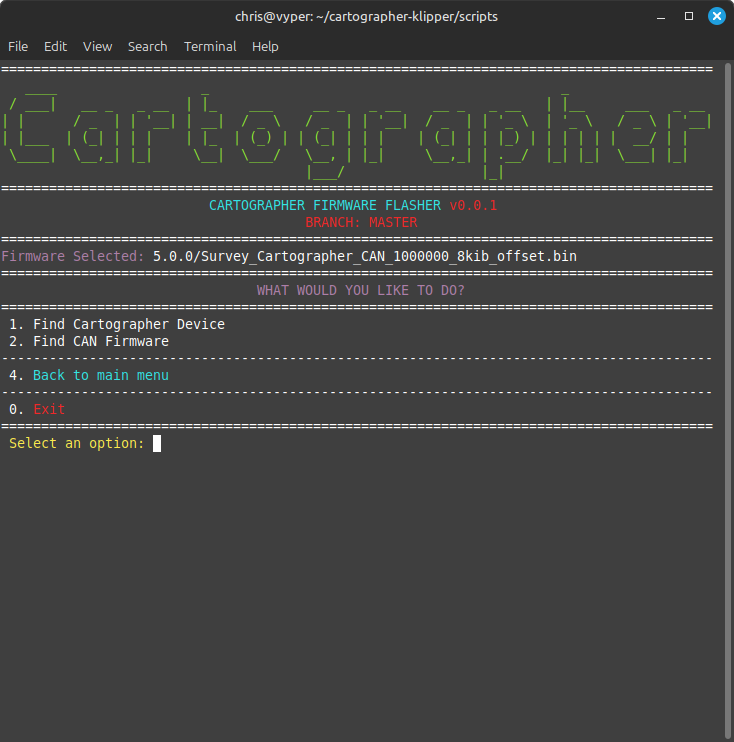 chris@vyper: ~/cartographer-klipper/scripts
File Edit View Search Terminal Help
Cartographer
CARTOGRAPHER FIRMWARE FLASHER v0.0.1
BRANCH: MASTER
Firmware Selected: 5.0.0/Survey_Cartographer_CAN_1000000_8kib_offset.bin
WHAT WOULD YOU LIKE TO DO?
1. Find Cartographer Device
2. Find CAN Firmware
4. Back to main menu
0. Exit
Select an option: